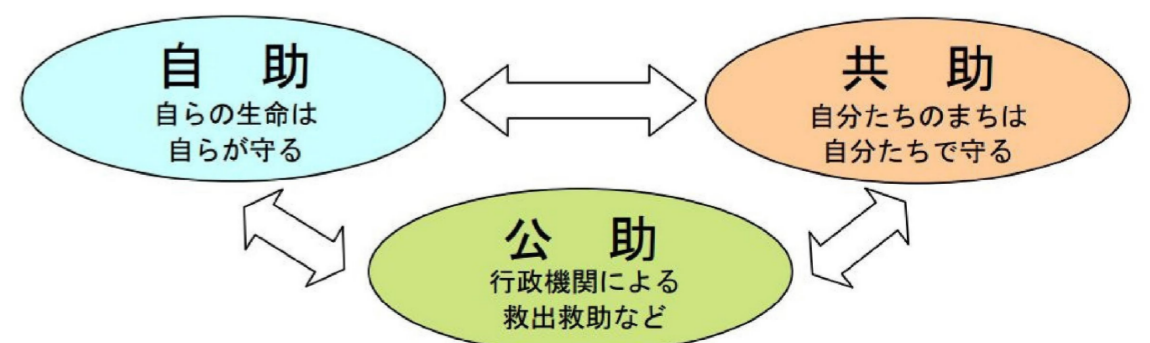 自　助
自らの生命は
自らが守る
共　助
自分たちのまちは
自分たちで守る
公　助
行政機関による
救出救助など